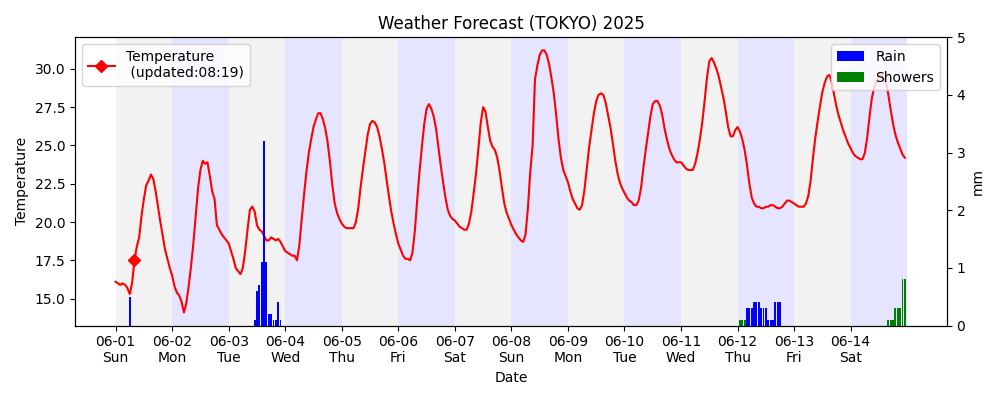 Weather Forecast (TOKYO) 2025
Temperature
(updated:08:19)
Rain
Showers
Temperature
30.0
27.5
25.0
22.5
20.0
17.5
15.0
5
4
3
2
1
0
mm
06-01 06-02 06-03 06-04 06-05 06-06 06-07 06-08 06-09 06-10 06-11 06-12 06-13 06-14
Sun Mon Tue Wed Thu Fri Sat Sun Mon Tue Wed Thu Fri Sat
Date